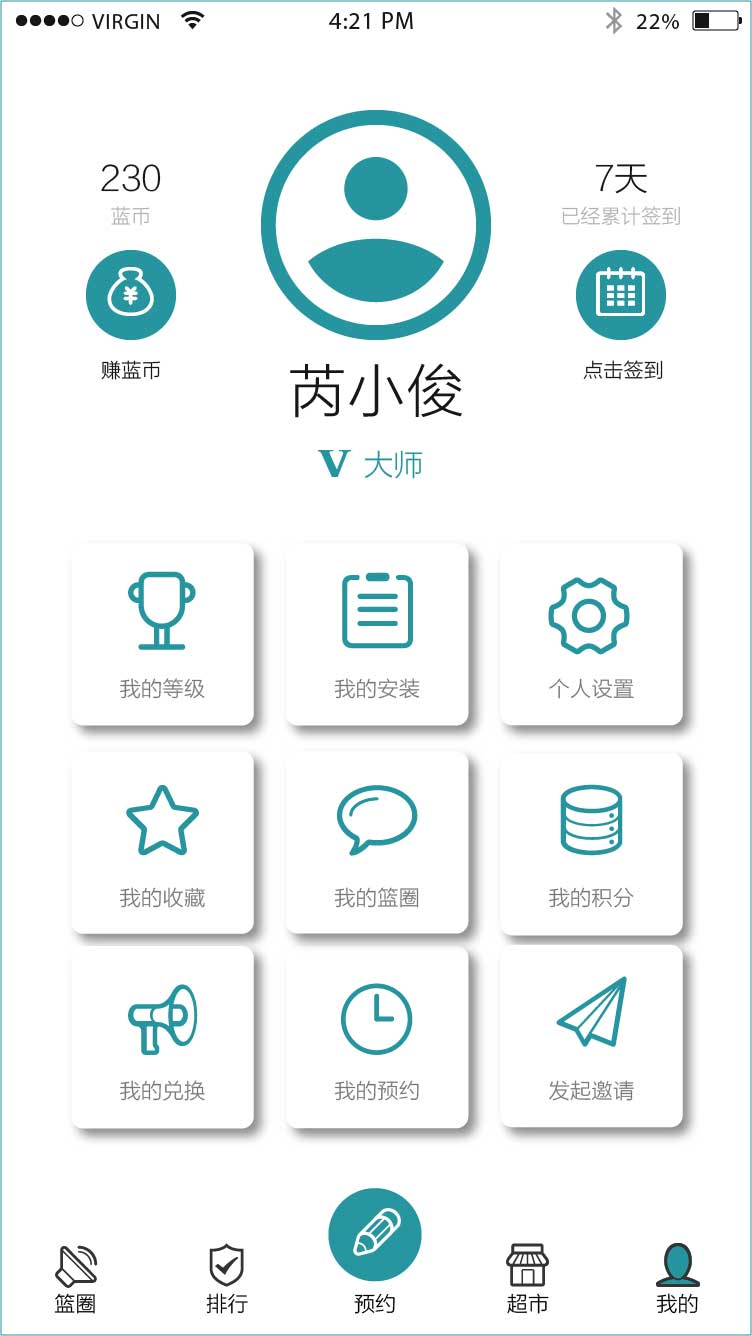 VIRGIN 4:21 PM 22%
230
蓝币
7天
已经累计签到
赚蓝币
点击签到
芮小俊
V 大师
我的等级 我的安装 个人设置
我的收藏 我的篮圈 我的积分
我的兑换 我的预约 发起邀请
篮圈 排行 预约 超市 我的